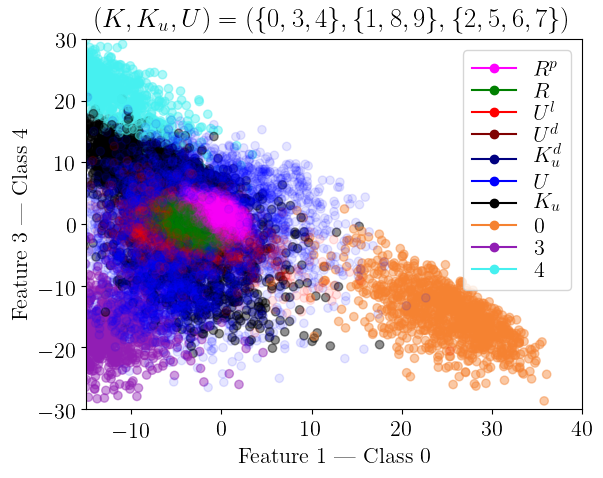 (K, K_u, U) = ({0, 3, 4}, {1, 8, 9}, {2, 5, 6, 7})
30
20
10
0
−10
−20
−30
Feature 3 — Class 4
R^p
R
U^l
U^d
K_u^d
U
K_u
0
3
4
−10
0
10
20
30
40
Feature 1 — Class 0